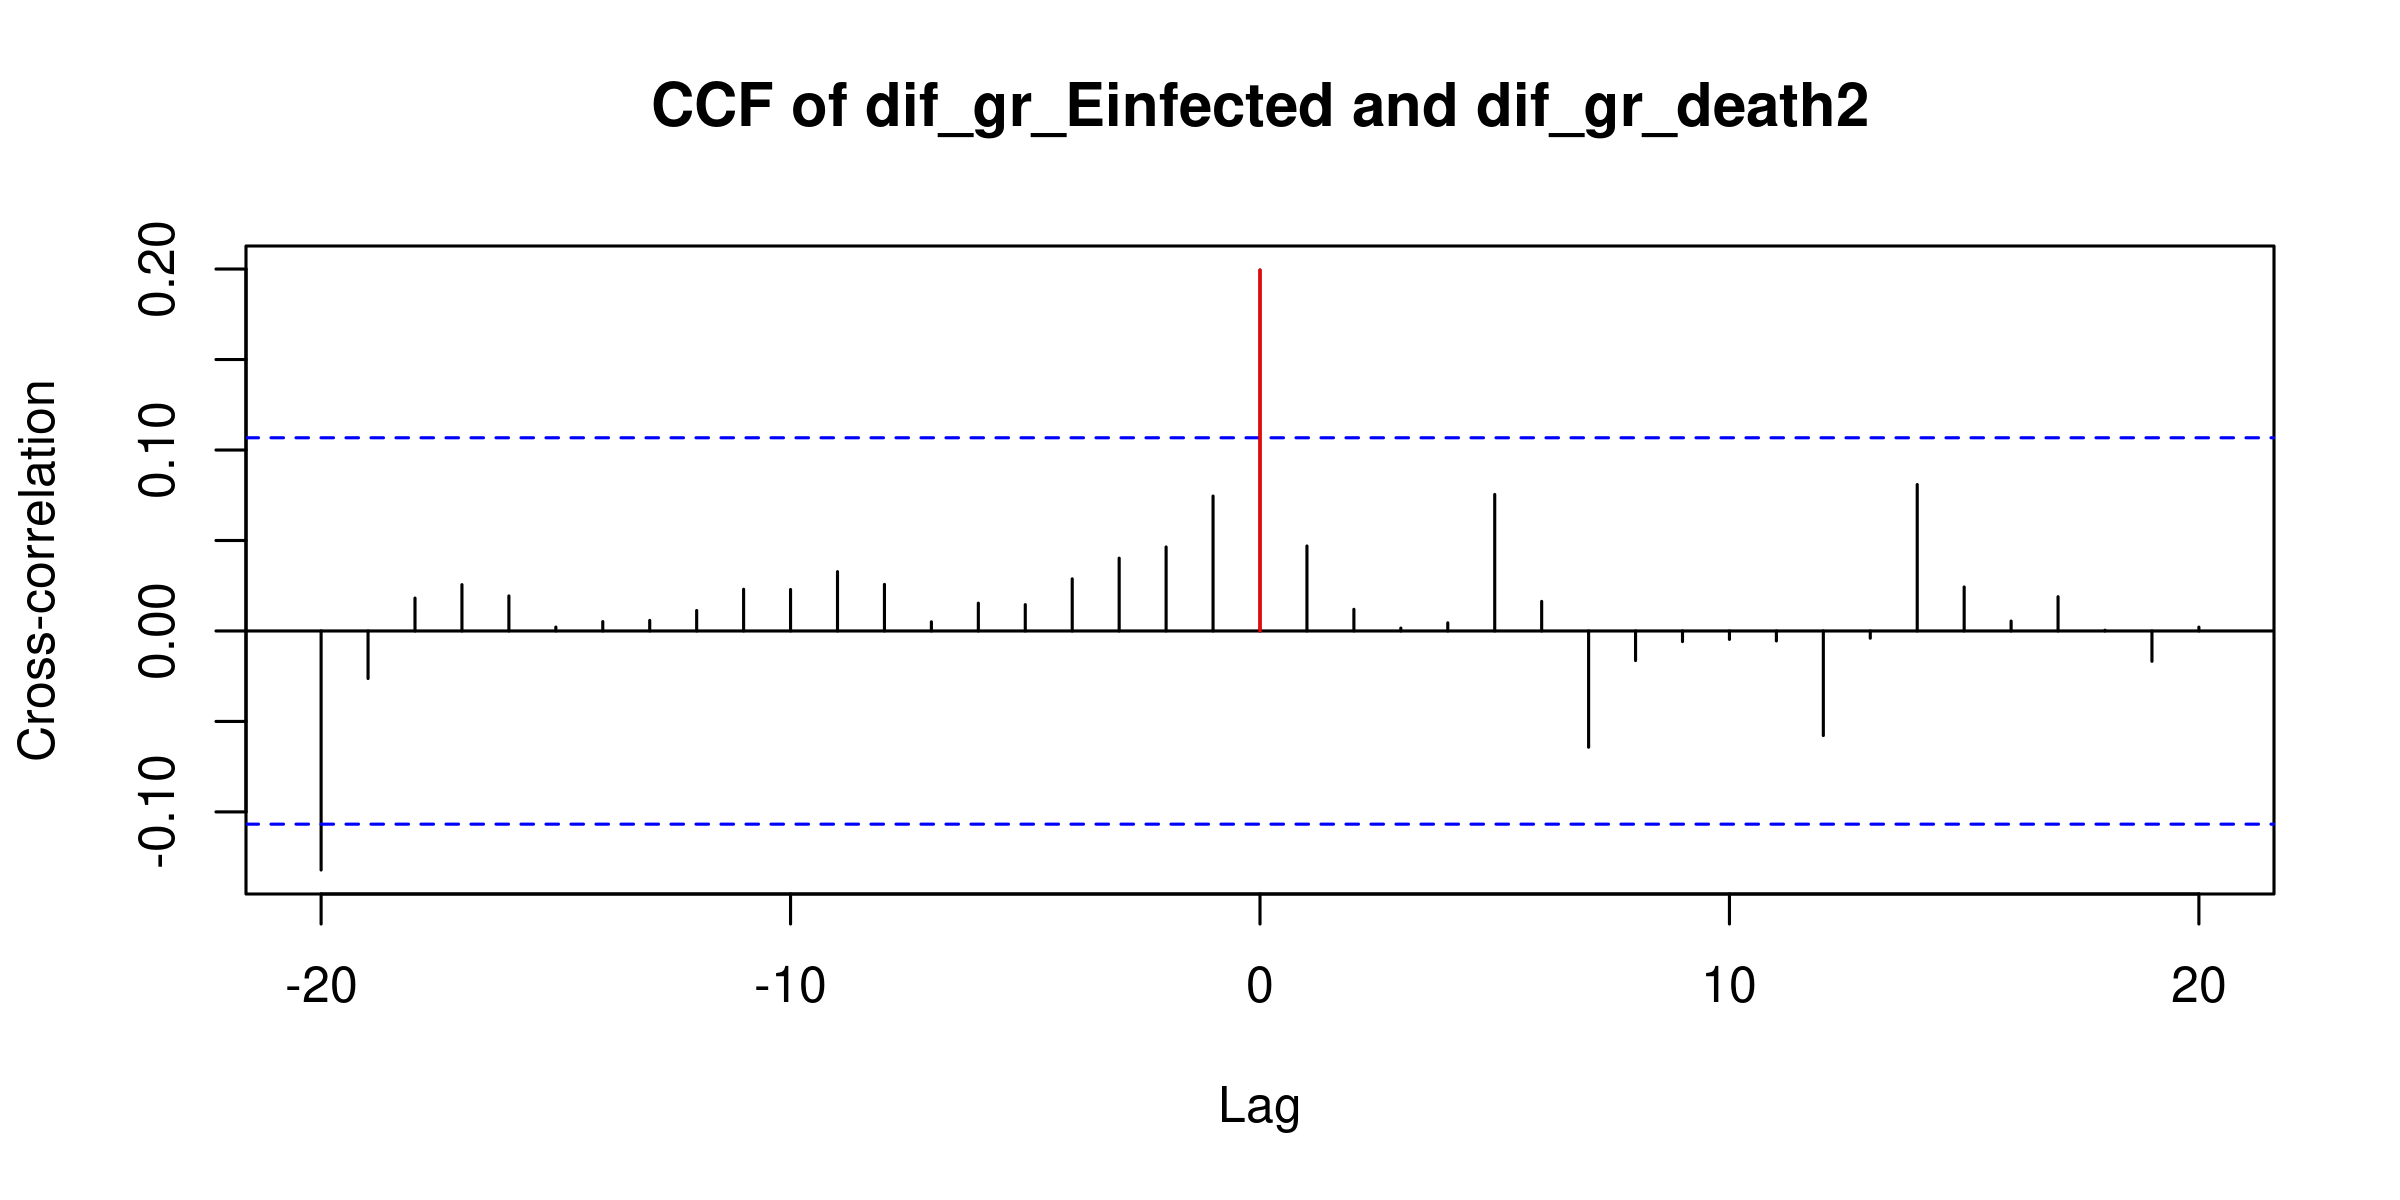 CCF of dif_gr_Einfected and dif_gr_death2
Cross-correlation
0.20
0.10
0.00
-0.10
-20 -10 0 10 20
Lag